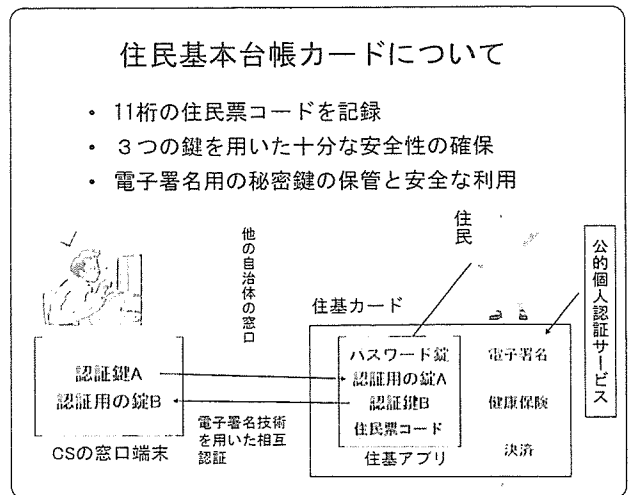 住民基本台帳カードについて
・ 11桁の住民票コードを記録
・ 3つの鍵を用いた十分な安全性の確保
・ 電子署名用の秘密鍵の保管と安全な利用
他の自治体の窓口
住民
公的個人認証サービス
住基カード
認証鍵A
認証用の錠B
CSの窓口端末
電子署名技術
を用いた相互
認証
パスワード錠
認証用の錠A
認証鍵B
住民票コード
住基アプリ
電子署名
健康保険
決済